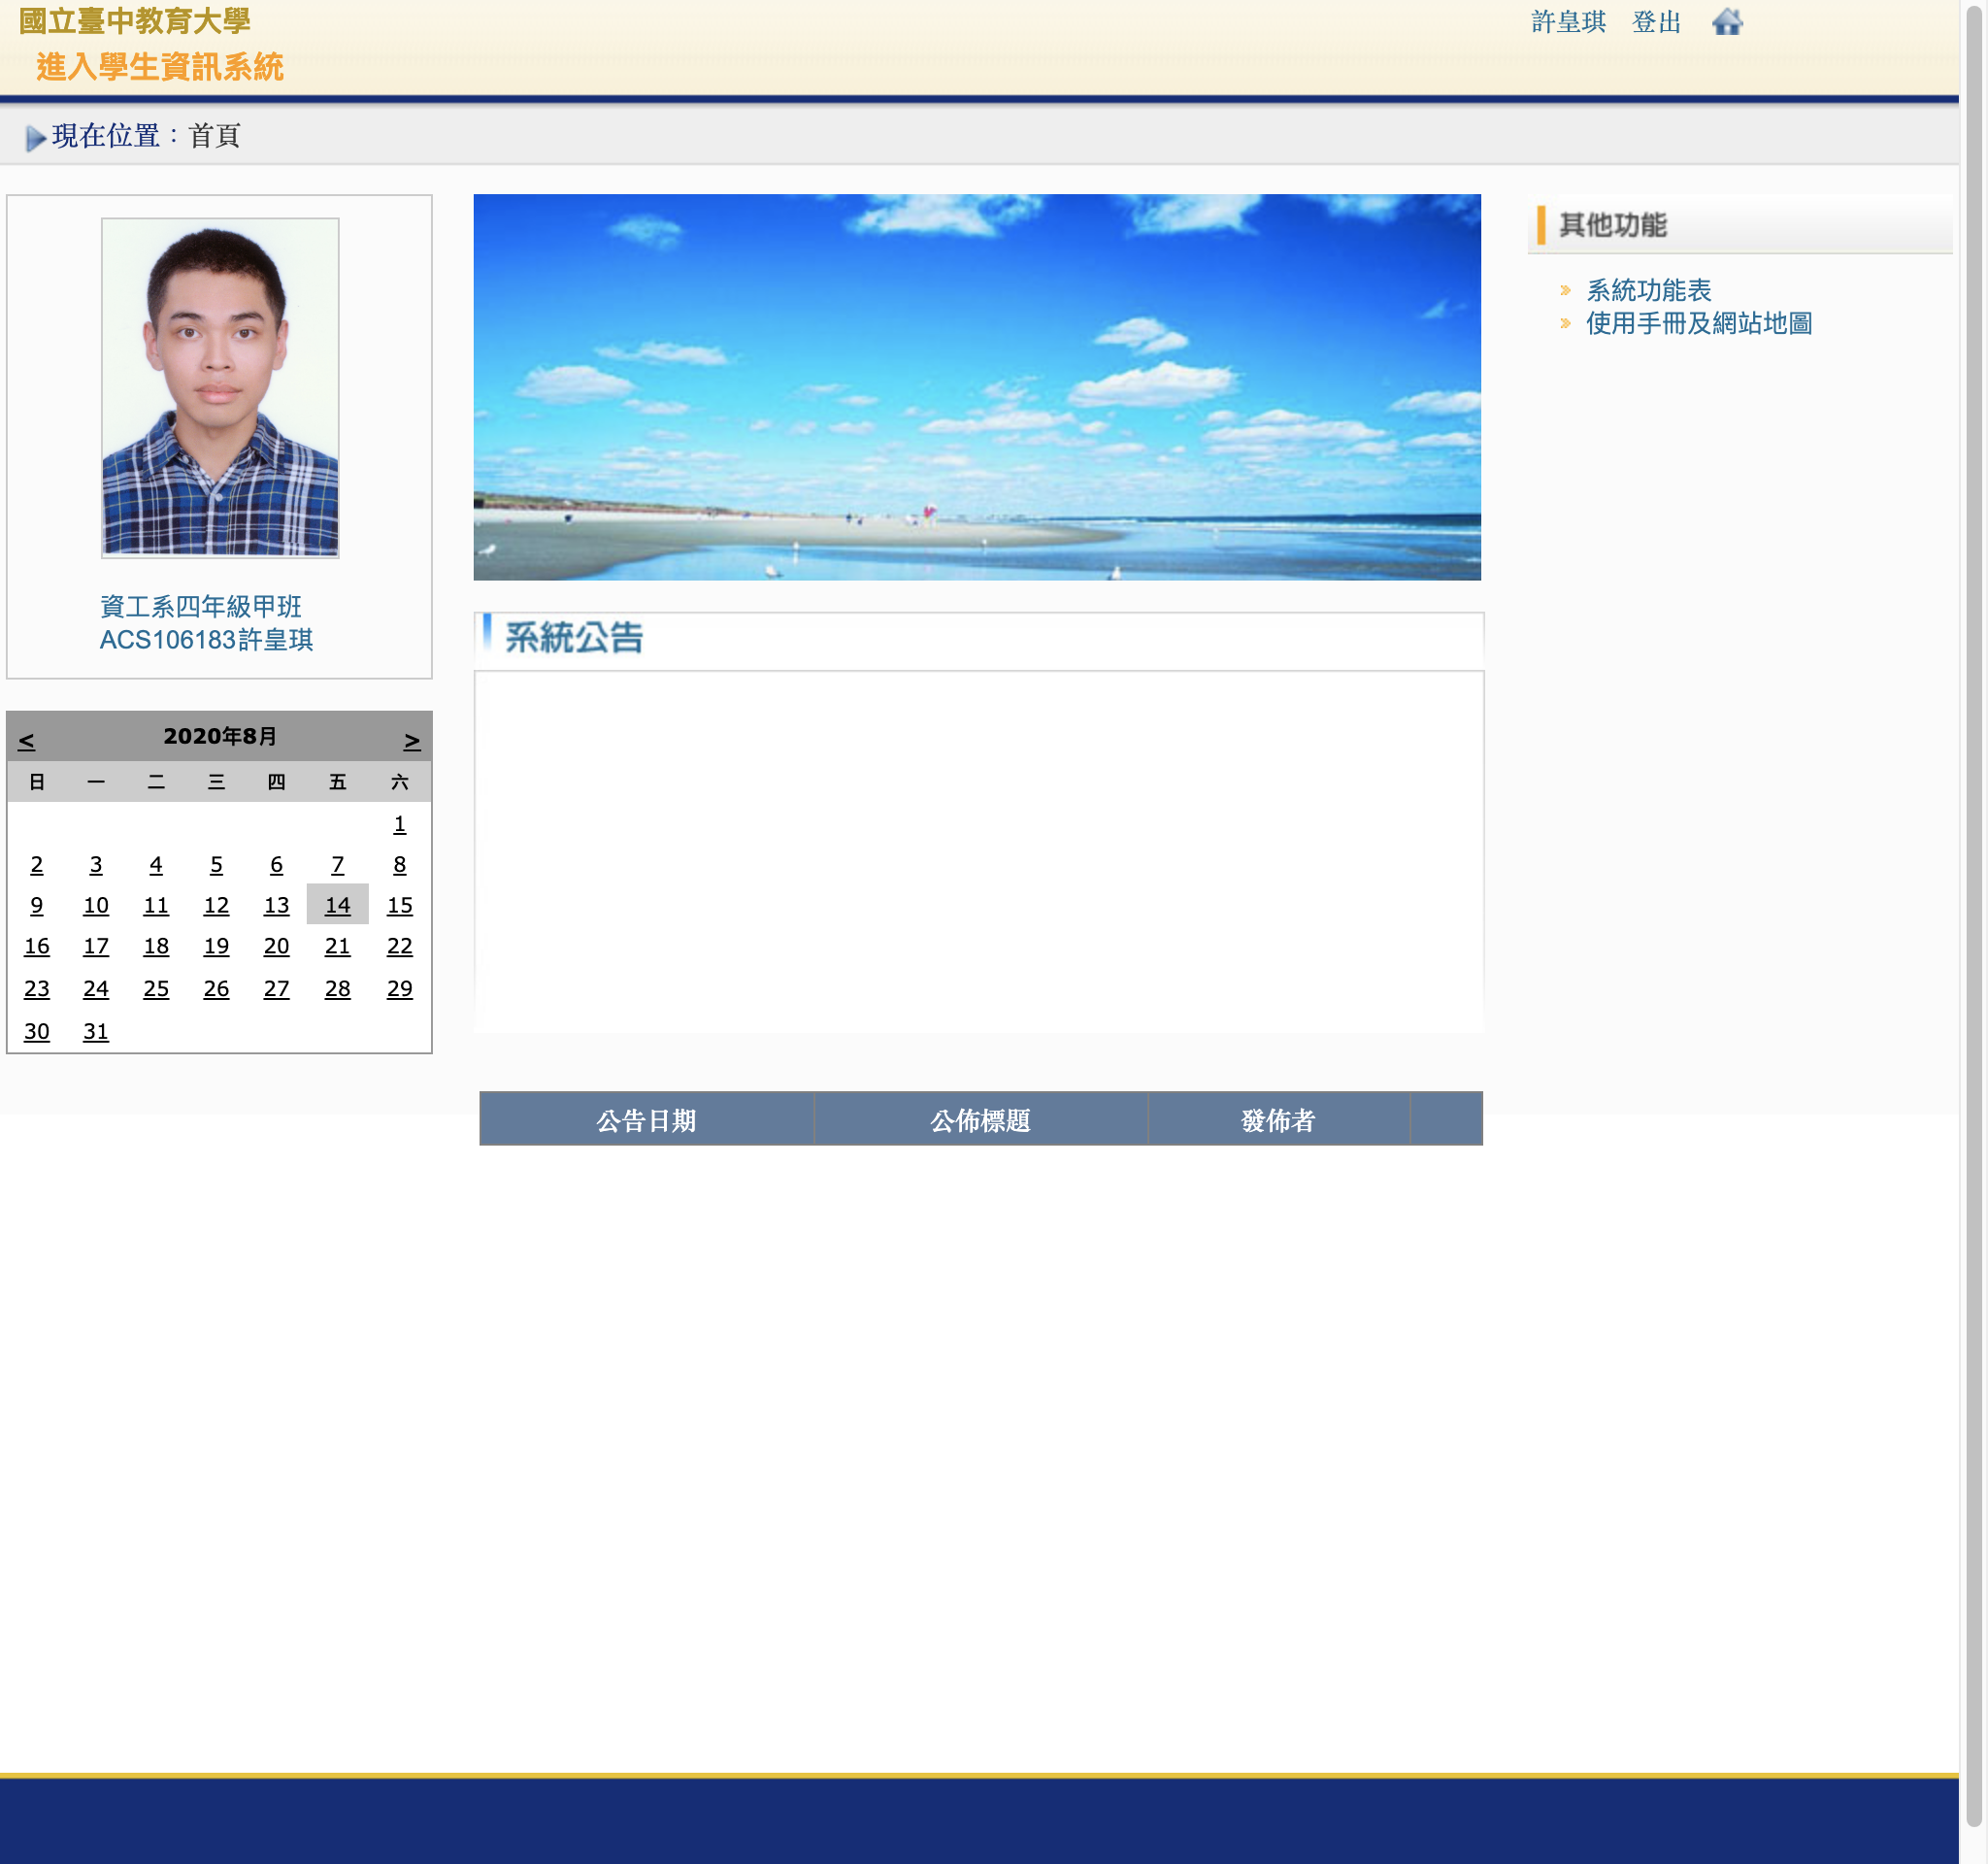 國立臺中教育大學
許皇琪 登出
進入學生資訊系統
現在位置：首頁
資工系四年級甲班
ACS106183許皇琪
< 2020年8月 >
日 一 二 三 四 五 六
1
2 3 4 5 6 7 8
9 10 11 12 13 14 15
16 17 18 19 20 21 22
23 24 25 26 27 28 29
30 31
系統公告
公告日期 公佈標題 發佈者
其他功能
系統功能表
使用手冊及網站地圖